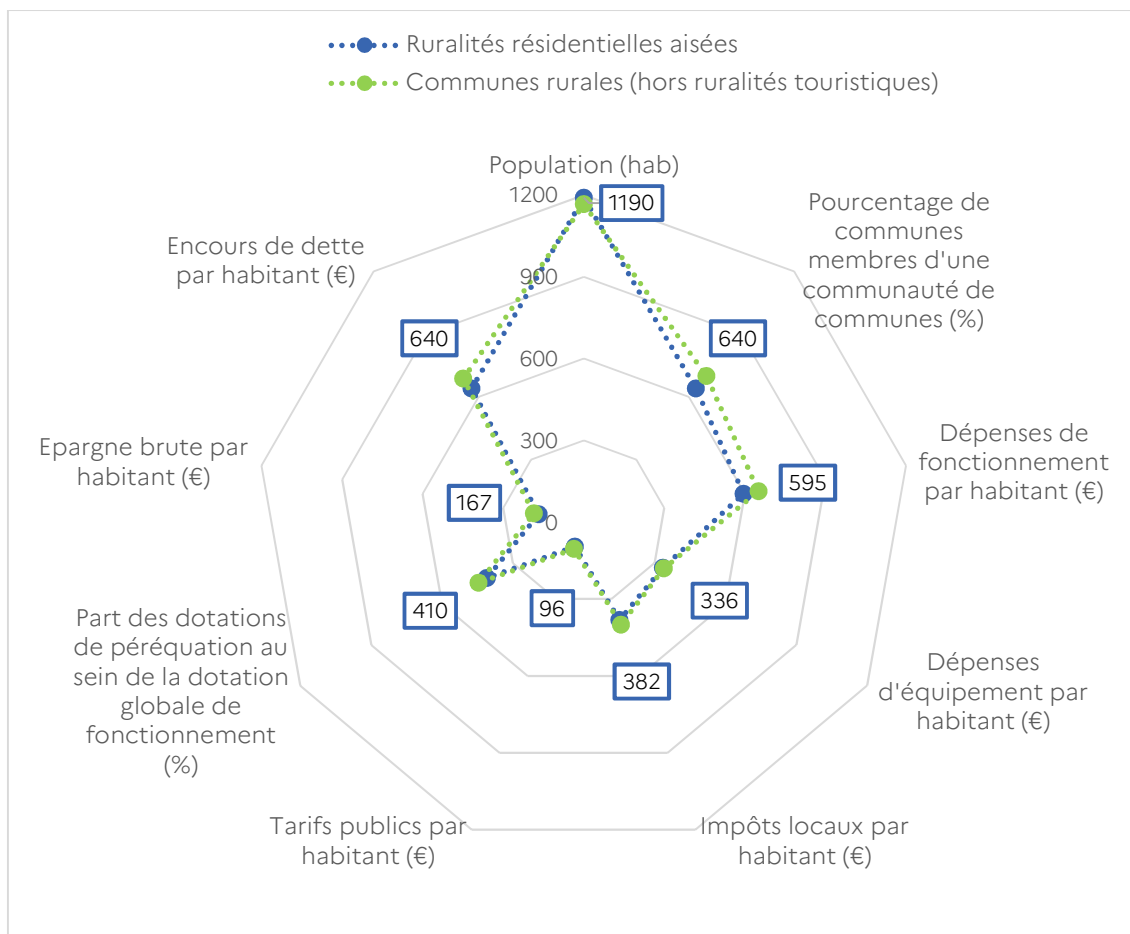 Ruralités résidentielles aisées
Communes rurales (hors ruralités touristiques)
Population (hab)
1200
1190
Pourcentage de
communes
membres d'une
communauté de
communes (%)
Encours de dette
par habitant (€)
900
640
640
600
Epargne brute par
habitant (€)
Dépenses de
fonctionnement
par habitant (€)
300
595
167
0
Part des dotations
de péréquation au
sein de la dotation
globale de
fonctionnement
(%)
410
96
336
382
Dépenses
d'équipement par
habitant (€)
Tarifs publics par
habitant (€)
Impôts locaux par
habitant (€)